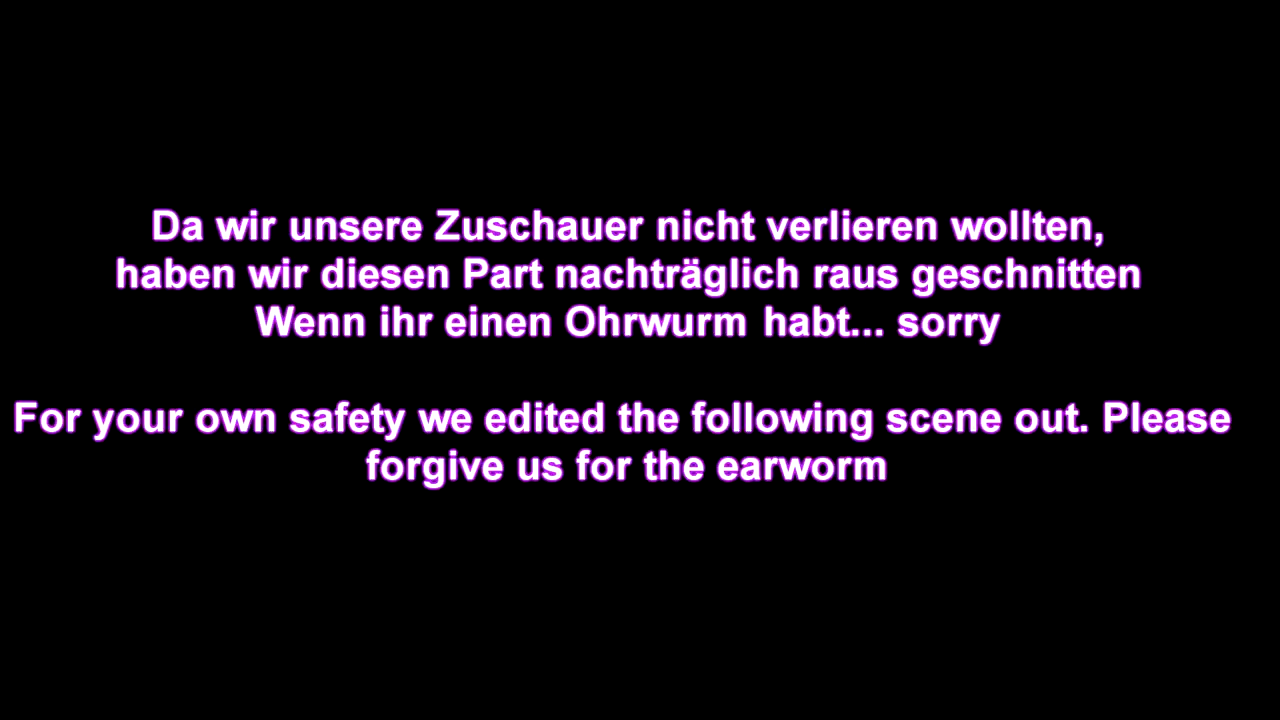 Da wir unsere Zuschauer nicht verlieren wollten,
haben wir diesen Part nachträglich raus geschnitten
Wenn ihr einen Ohrwurm habt... sorry
For your own safety we edited the following scene out. Please
forgive us for the earworm